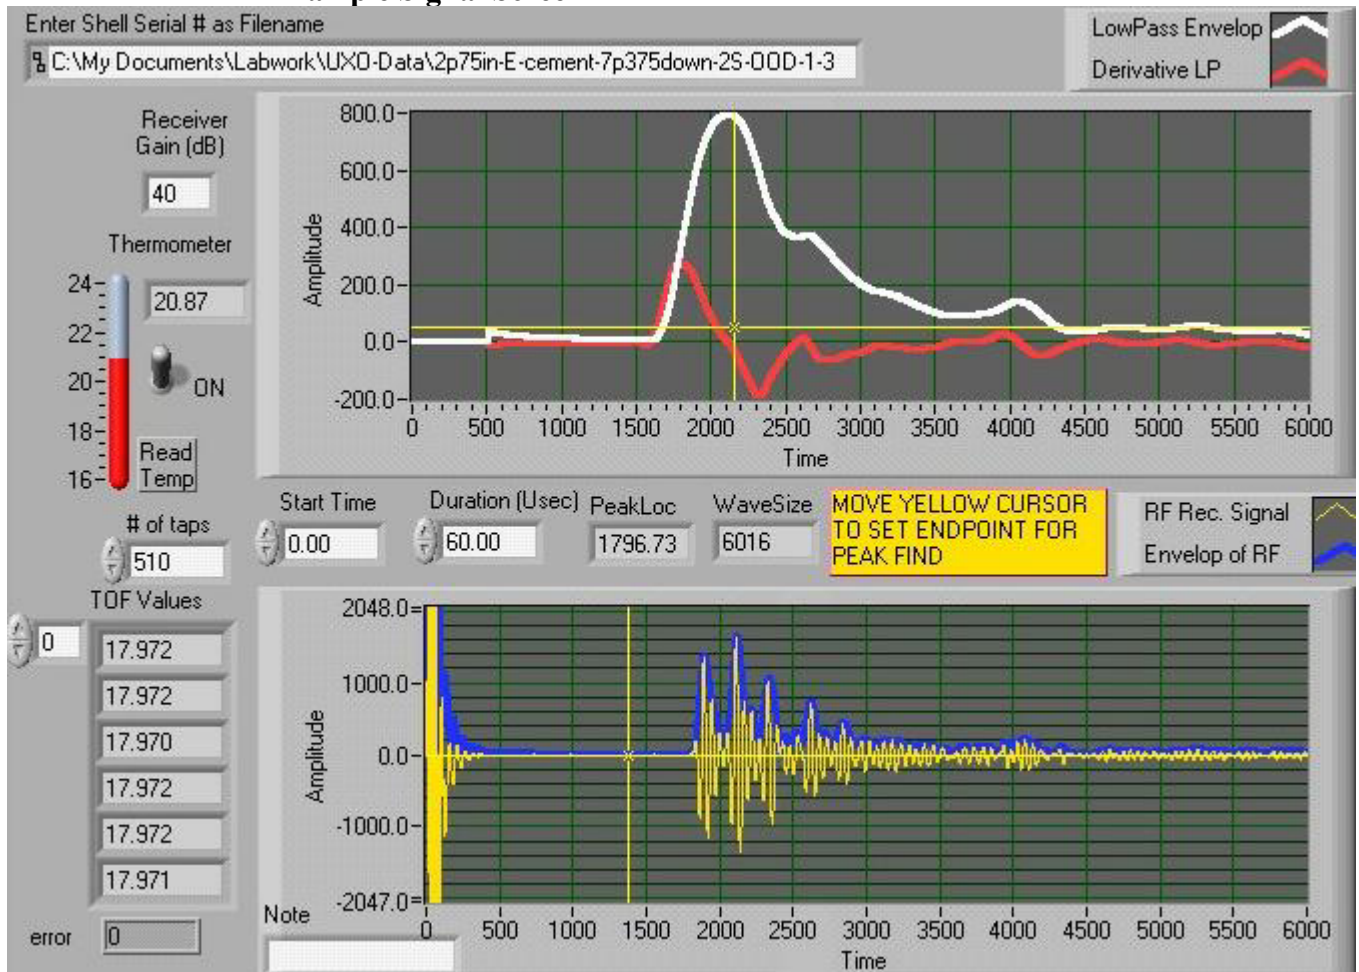 Enter Shell Serial # as Filename
C:\My Documents\Labwork\UXO-Data\2p75in-E-cement-7p375down-2S-OOD-1-3
LowPass Envelop
Derivative LP
Receiver
Gain (dB)
40
Thermometer
24
22
20
18
16
20.87
ON
Read
Temp
# of taps
510
800.0
600.0
400.0
200.0
0.0
-200.0
Amplitude
0 500 1000 1500 2000 2500 3000 3500 4000 4500 5000 5500 6000
Time
Start Time
0.00
Duration (Usec)
60.00
PeakLoc
1796.73
WaveSize
6016
MOVE YELLOW CURSOR
TO SET ENDPOINT FOR
PEAK FIND
RF Rec. Signal
Envelop of RF
TOF Values
0
17.972
17.972
17.970
17.972
17.972
17.971
error
0
2048.0
1000.0
0.0
-1000.0
-2047.0
Amplitude
0 500 1000 1500 2000 2500 3000 3500 4000 4500 5000 5500 6000
Time
Note